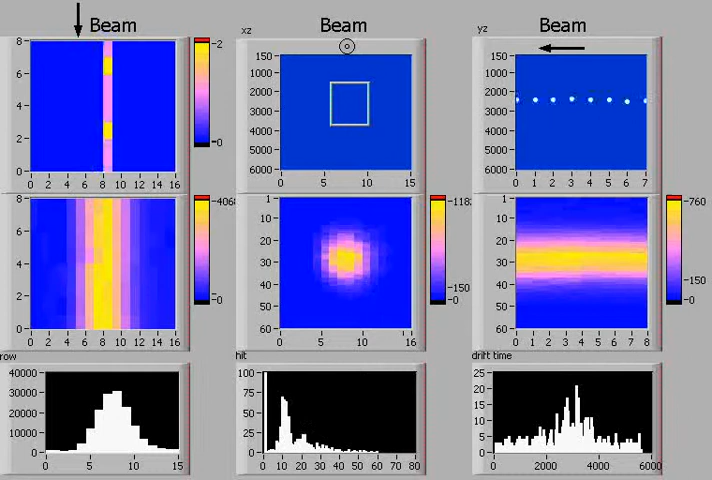 Beam Beam Beam
xz yz
8 6 4 2 0
-2 -0
150 1000 2000 3000 4000 5000 6000
150 1000 2000 3000 4000 5000 6000
0 2 4 6 8 10 12 14 16
0 5 10 15
0 1 2 3 4 5 6 7
8 6 4 2 0
-406 -0
1 10 20 30 40 50 60
-118 -150 -0
1 10 20 30 40 50 60
-760 -150 -0
0 2 4 6 8 10 12 14 16
0 5 10 16
0 1 2 3 4 5 6 7 8
row hit drift time
40000 30000 20000 10000 0
100 80 60 40 20 0
25 20 15 10 5 0
0 5 10 15
0 10 20 30 40 50 60 70 80
0 2000 4000 6000